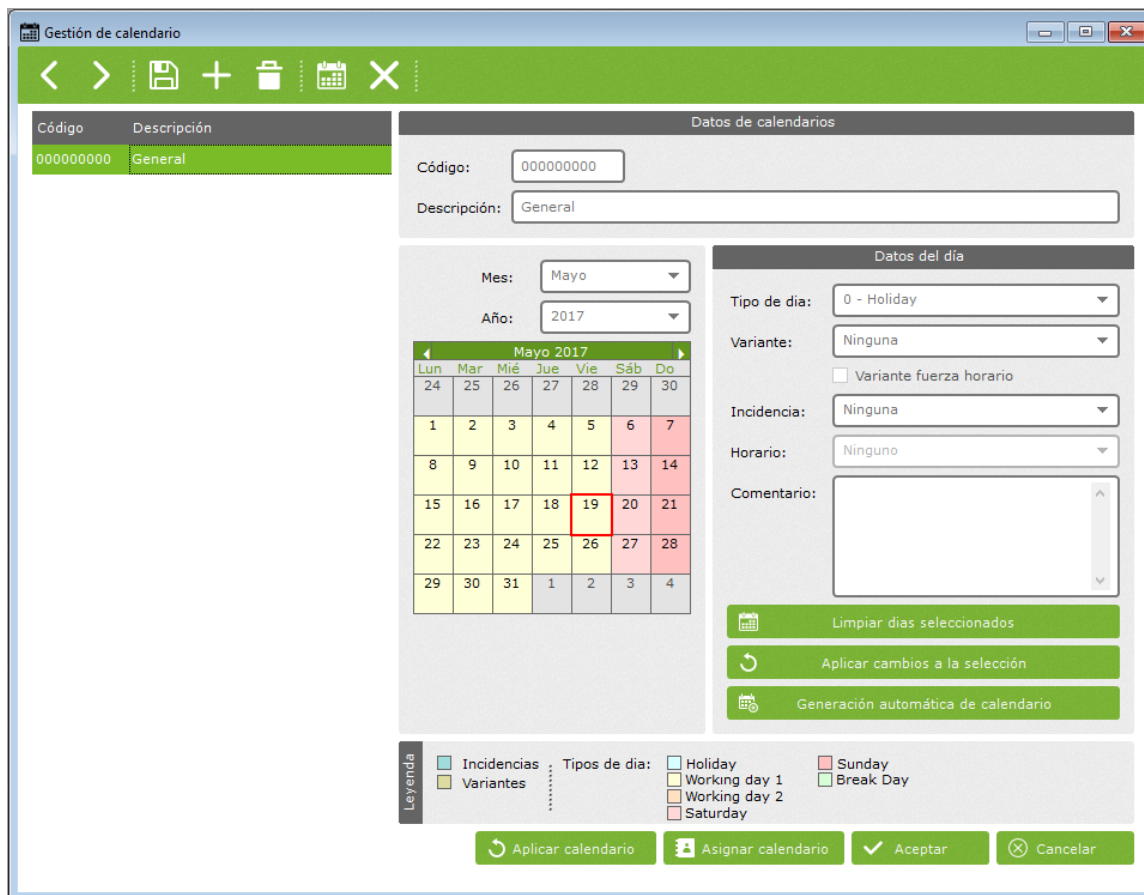 Gestión de calendario
Código Descripción
000000000 General
Datos de calendarios
Código: 000000000
Descripción: General
Mes: Mayo
Año: 2017
Mayo 2017
Lun Mar Mié Jue Vie Sáb Do
24 25 26 27 28 29 30
1 2 3 4 5 6 7
8 9 10 11 12 13 14
15 16 17 18 19 20 21
22 23 24 25 26 27 28
29 30 31 1 2 3 4
Datos del día
Tipo de dia: 0 - Holiday
Variante: Ninguna
Variante fuerza horario
Incidencia: Ninguna
Horario: Ninguno
Comentario:
Limpiar dias seleccionados
Aplicar cambios a la selección
Generación automática de calendario
Leyenda
Incidencias
Variantes
Tipos de dia:
Holiday
Working day 1
Working day 2
Saturday
Sunday
Break Day
Aplicar calendario
Asignar calendario
Aceptar
Cancelar